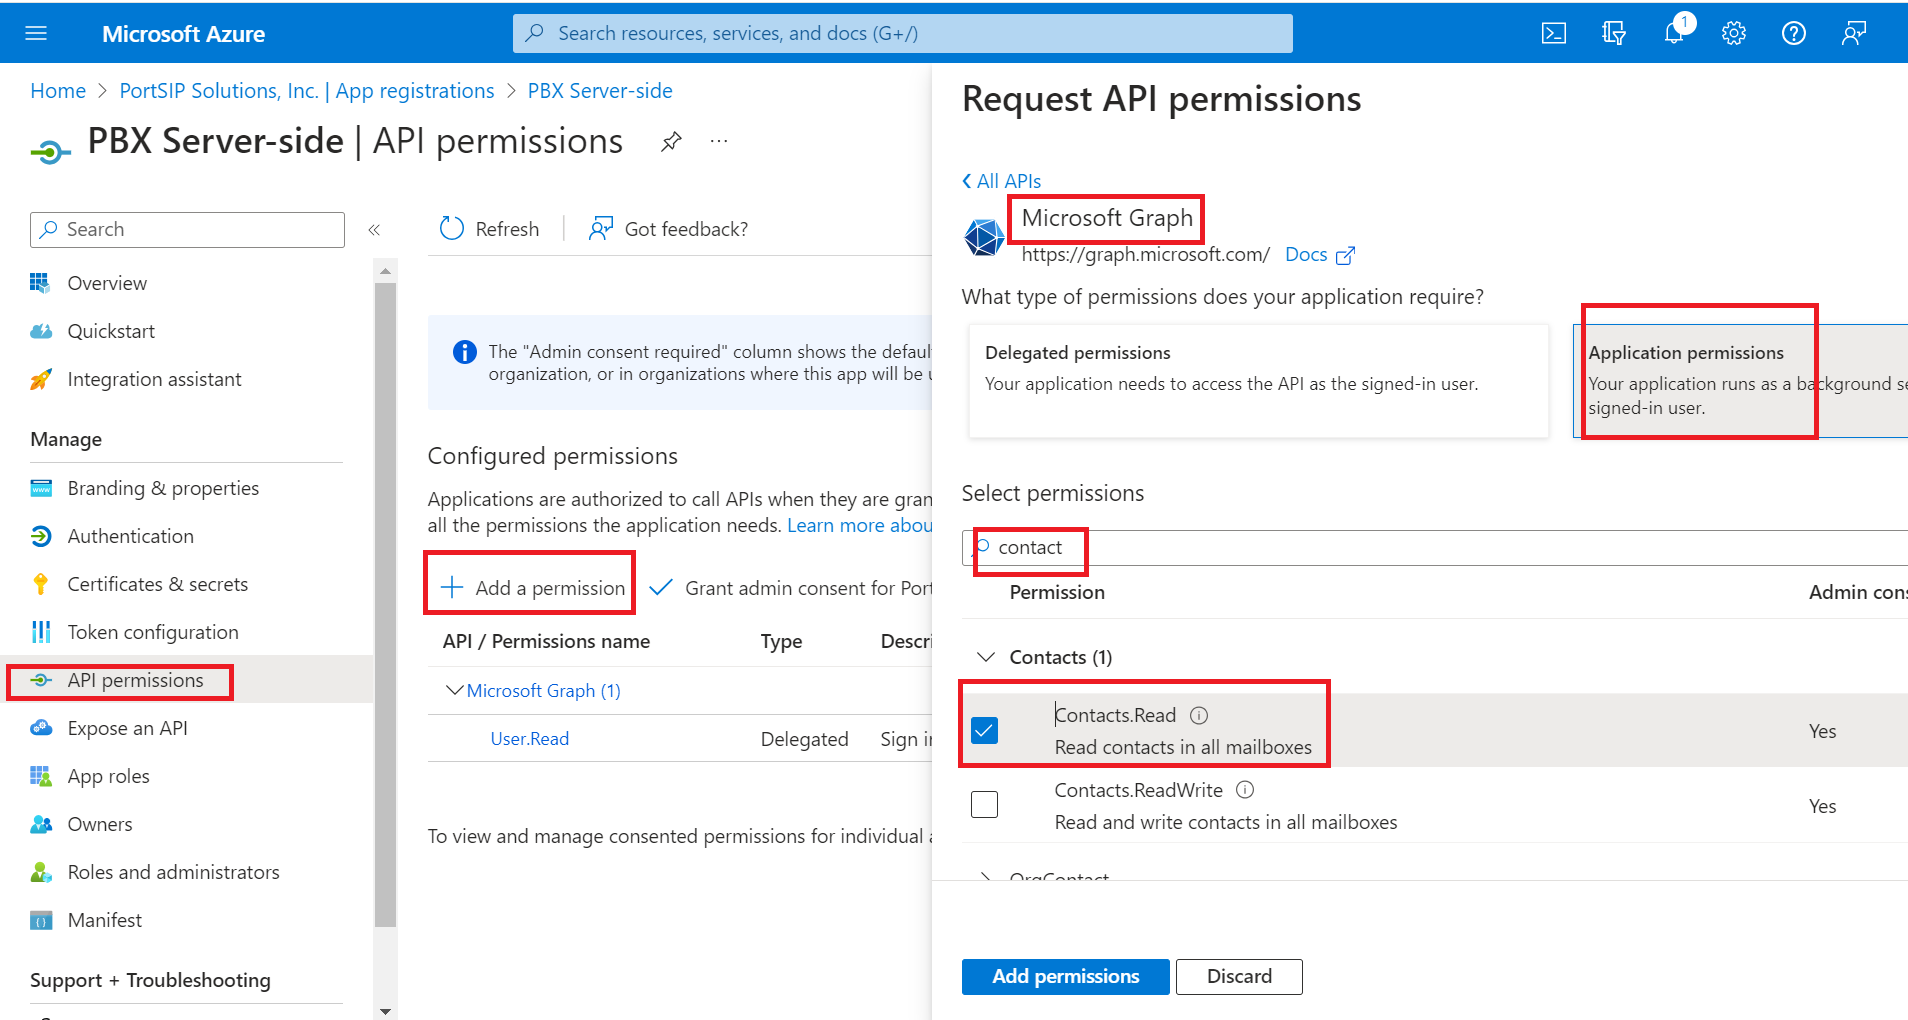 Microsoft Azure
Search resources, services, and docs (G+/)
1
Home > PortSIP Solutions, Inc. | App registrations > PBX Server-side
PBX Server-side | API permissions
...
Search
«
Overview
Quickstart
Integration assistant
Manage
Branding & properties
Authentication
Certificates & secrets
Token configuration
API permissions
Expose an API
App roles
Owners
Roles and administrators
Manifest
Support + Troubleshooting
Refresh
Got feedback?
The "Admin consent required" column shows the defaul
organization, or in organizations where this app will be
Configured permissions
Applications are authorized to call APIs when they are gran
all the permissions the application needs. Learn more abou
Add a permission
Grant admin consent for Port
API / Permissions name Type Descri
Microsoft Graph (1)
User.Read Delegated Sign in
To view and manage consented permissions for individual a
Request API permissions
All APIs
Microsoft Graph
https://graph.microsoft.com/ Docs
What type of permissions does your application require?
Delegated permissions
Your application needs to access the API as the signed-in user.
Application permissions
Your application runs as a background se
signed-in user.
Select permissions
contact
Permission Admin cons
Contacts (1)
Contacts.Read
Read contacts in all mailboxes
Yes
Contacts.ReadWrite
Read and write contacts in all mailboxes
Yes
OrgContact
Add permissions
Discard